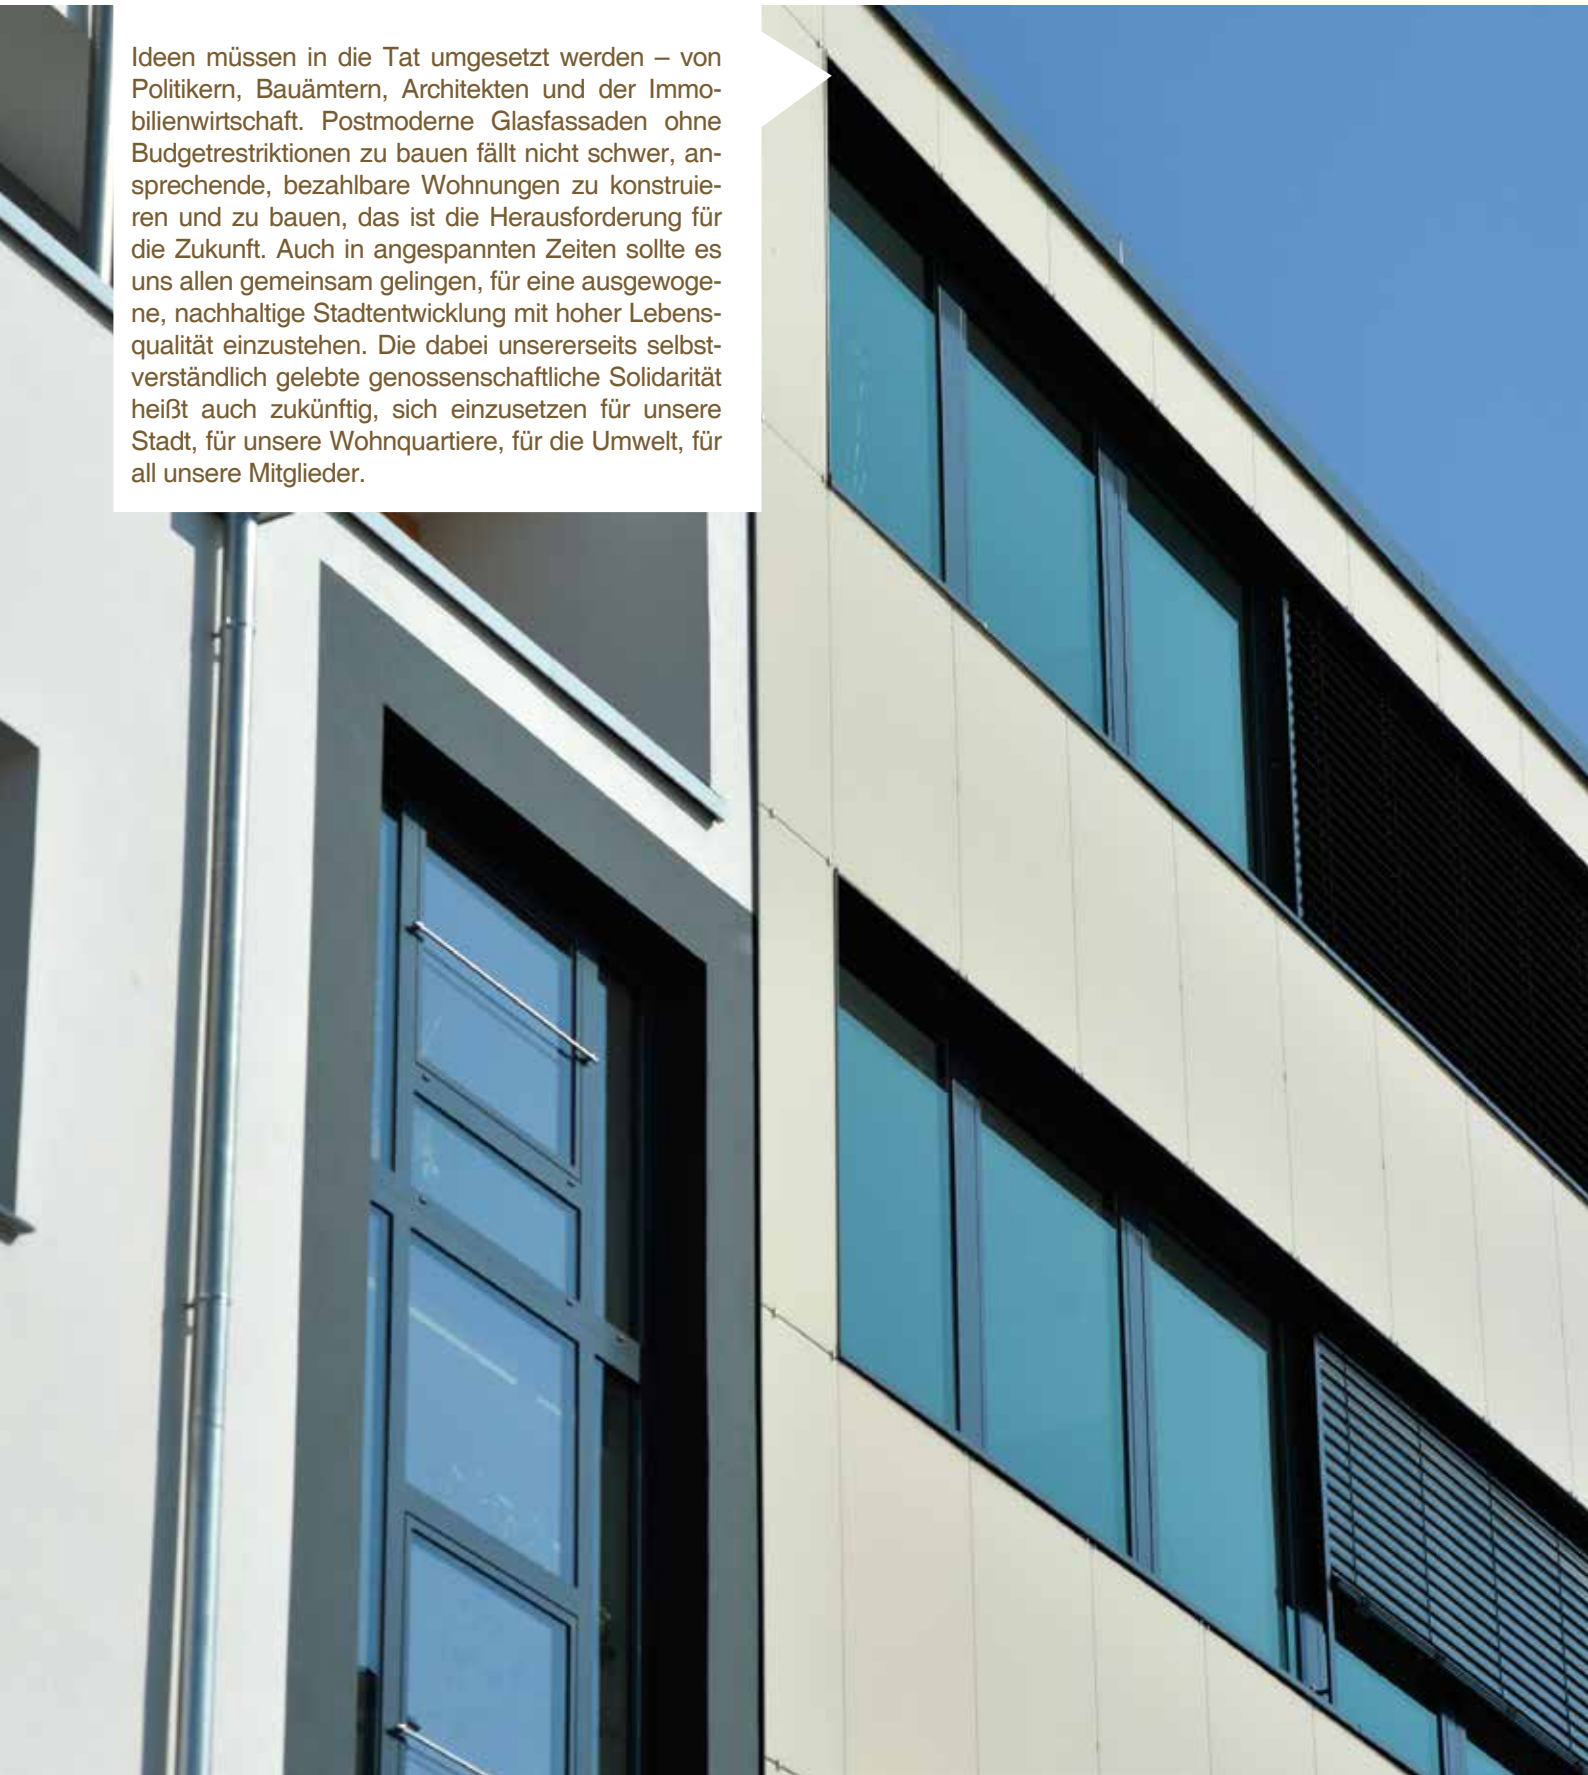 Ideen müssen in die Tat umgesetzt werden – von
Politikern, Bauämtern, Architekten und der Immo-
bilienwirtschaft. Postmoderne Glasfassaden ohne
Budgetrestriktionen zu bauen fällt nicht schwer, an-
sprechende, bezahlbare Wohnungen zu konstruie-
ren und zu bauen, das ist die Herausforderung für
die Zukunft. Auch in angespannten Zeiten sollte es
uns allen gemeinsam gelingen, für eine ausgewoge-
ne, nachhaltige Stadtentwicklung mit hoher Lebens-
qualität einzustehen. Die dabei unsererseits selbst-
verständlich gelebte genossenschaftliche Solidarität
heißt auch zukünftig, sich einzusetzen für unsere
Stadt, für unsere Wohnquartiere, für die Umwelt, für
all unsere Mitglieder.